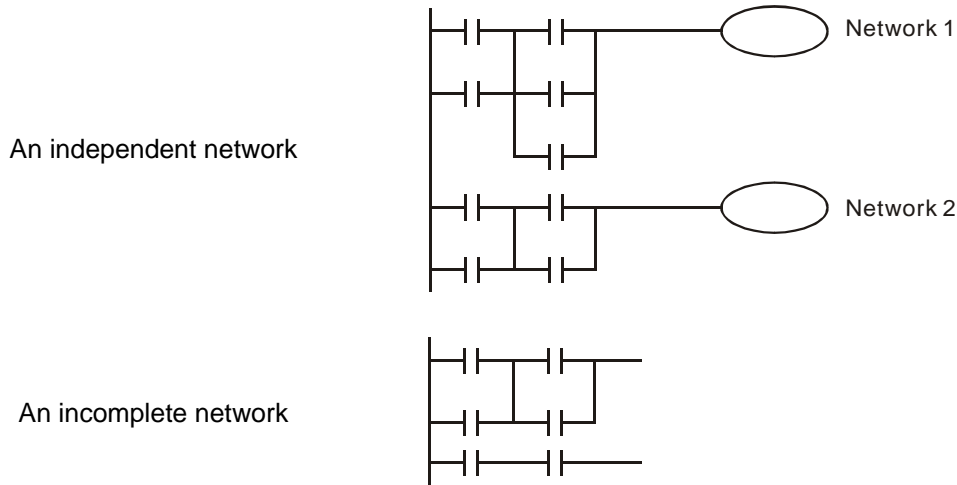 Network 1
An independent network
Network 2
An incomplete network